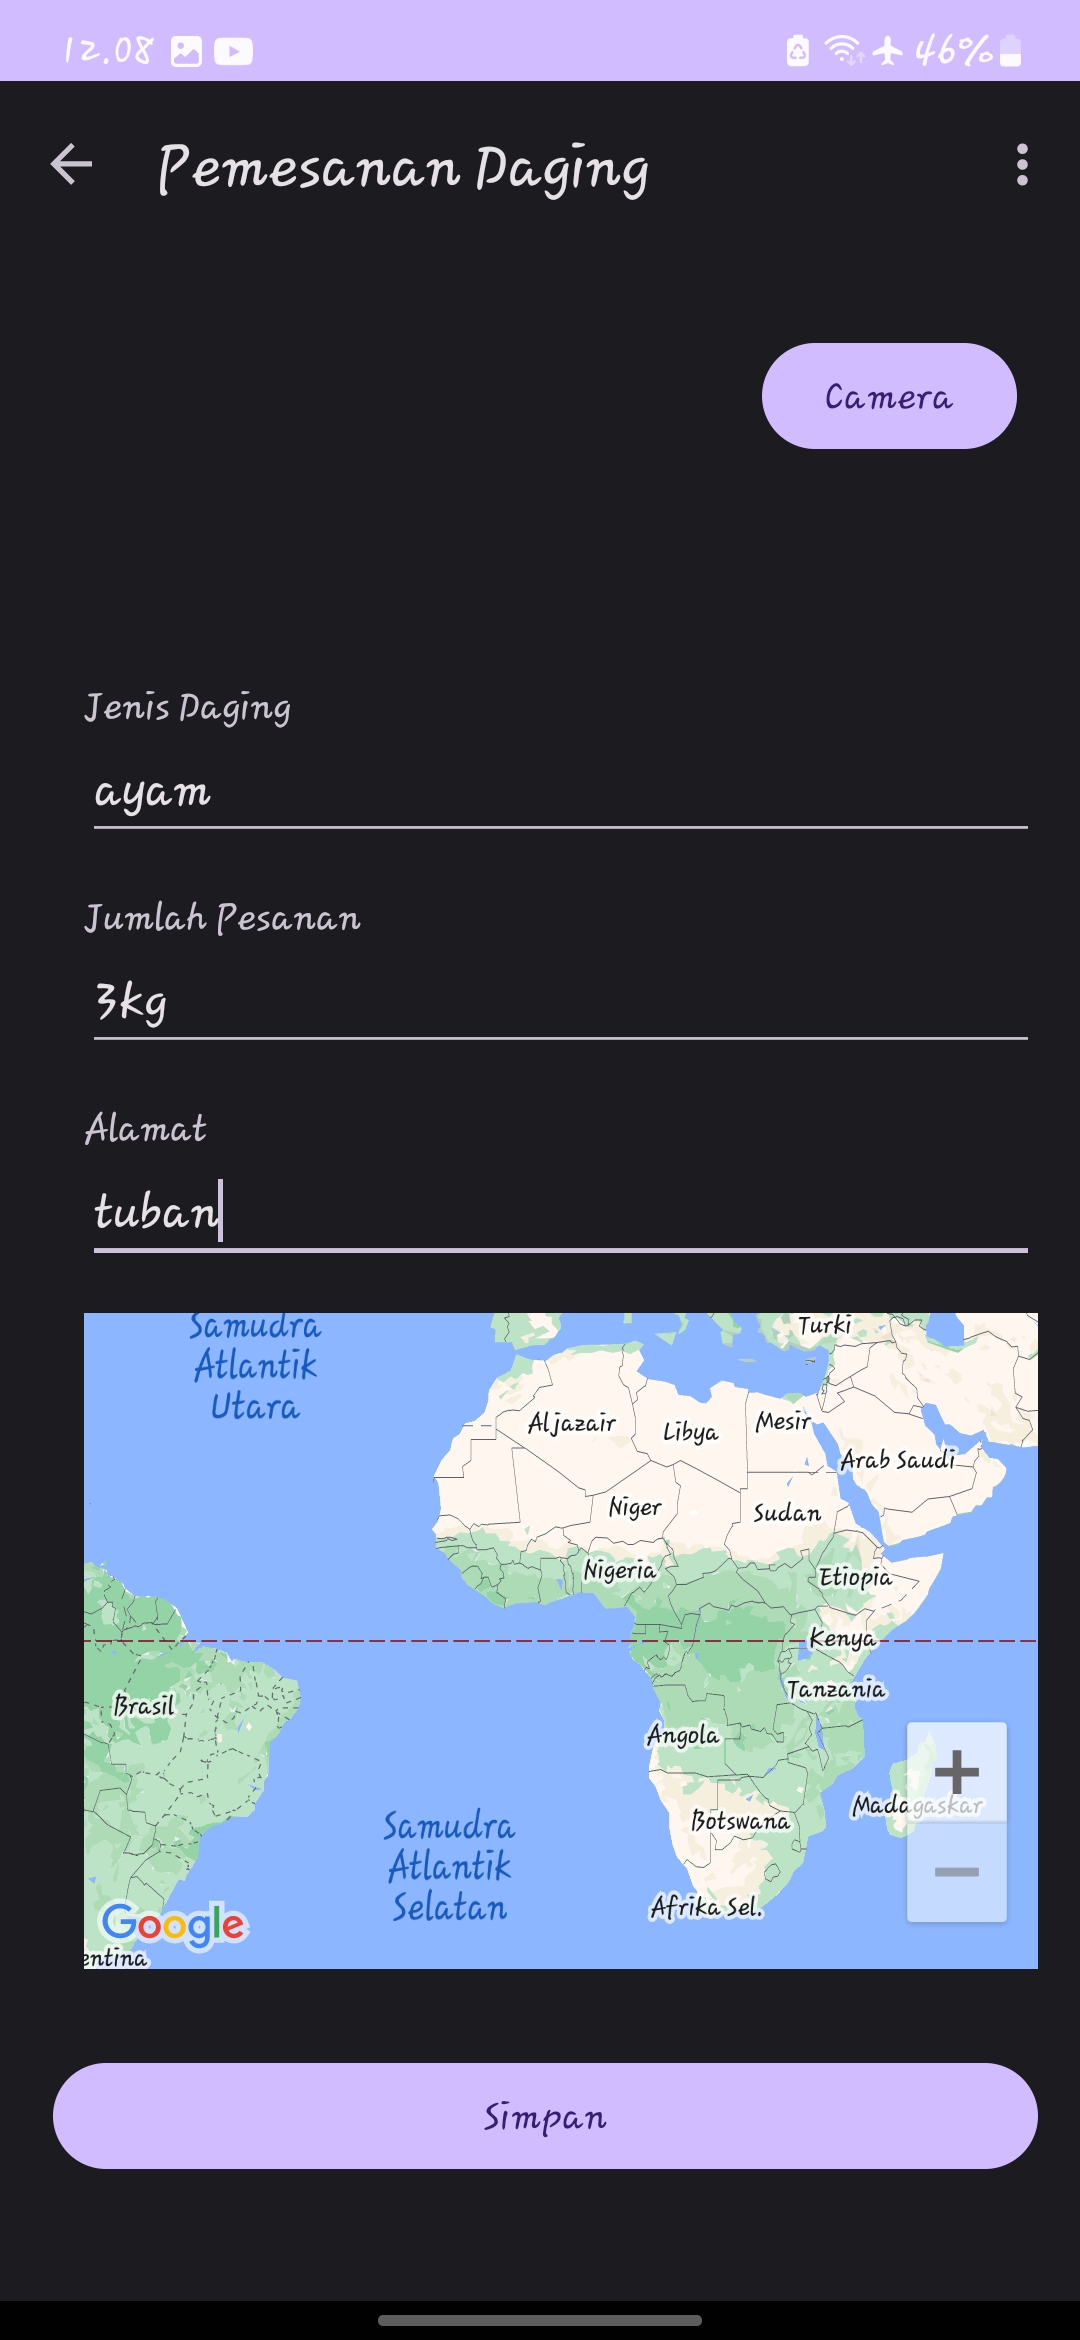 12.08 46%
Pemesanan Daging
Camera
Jenis Daging
ayam
Jumlah Pesanan
3kg
Alamat
tuban
Samudra
Atlantik
Utara
Turki
Aljazair
Libya
Mesir
Arab Saudi
Niger
Sudan
Nigeria
Etiopia
Kenya
Brasil
Tanzania
Angola
Madagaskar
Botswana
Samudra
Atlantik
Selatan
Afrika Sel.
Google
entina
Simpan